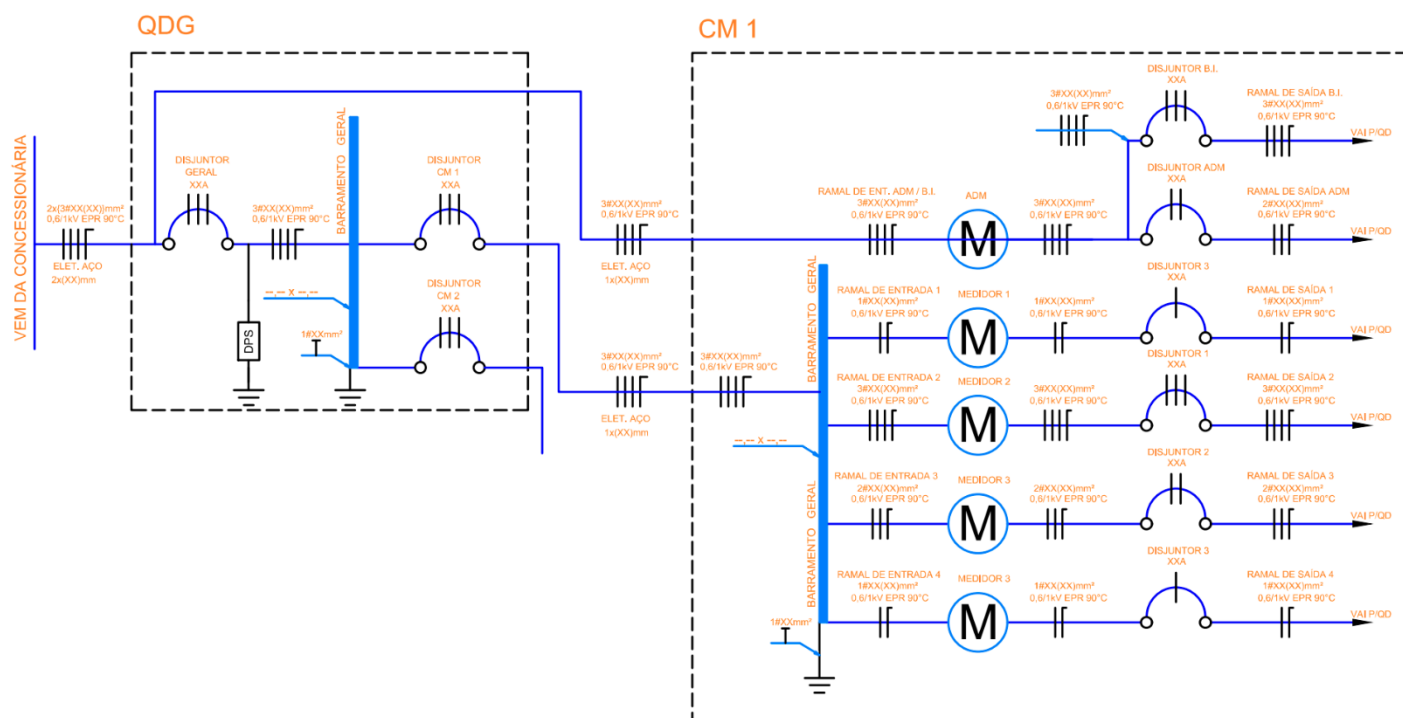 QDG
VEM DA CONCESSIONÁRIA
2x[3#XX(XX)]mm²
0,6/1kV EPR 90°C
ELET. AÇO
2x(XX)mm
DISJUNTOR
GERAL
XXA
3#XX(XX)mm²
0,6/1kV EPR 90°C
DPS
BARRAMENTO GERAL
--,-- x --,--
1#XXmm²
DISJUNTOR
CM 1
XXA
DISJUNTOR
CM 2
XXA
3#XX(XX)mm²
0,6/1kV EPR 90°C
ELET. AÇO
1x(XX)mm
3#XX(XX)mm²
0,6/1kV EPR 90°C
ELET. AÇO
1x(XX)mm
CM 1
3#XX(XX)mm²
0,6/1kV EPR 90°C
DISJUNTOR B.I.
XXA
RAMAL DE SAÍDA B.I.
3#XX(XX)mm²
0,6/1kV EPR 90°C
VAI P/QD
RAMAL DE ENT. ADM / B.I.
3#XX(XX)mm²
0,6/1kV EPR 90°C
ADM
M
3#XX(XX)mm²
0,6/1kV EPR 90°C
DISJUNTOR ADM
XXA
RAMAL DE SAÍDA ADM
2#XX(XX)mm²
0,6/1kV EPR 90°C
VAI P/QD
3#XX(XX)mm²
0,6/1kV EPR 90°C
BARRAMENTO GERAL
BARRAMENTO GERAL
--,-- x --,--
1#XXmm²
RAMAL DE ENTRADA 1
1#XX(XX)mm²
0,6/1kV EPR 90°C
MEDIDOR 1
M
1#XX(XX)mm²
0,6/1kV EPR 90°C
DISJUNTOR 3
XXA
RAMAL DE SAÍDA 1
1#XX(XX)mm²
0,6/1kV EPR 90°C
VAI P/QD
RAMAL DE ENTRADA 2
3#XX(XX)mm²
0,6/1kV EPR 90°C
MEDIDOR 2
M
3#XX(XX)mm²
0,6/1kV EPR 90°C
DISJUNTOR 1
XXA
RAMAL DE SAÍDA 2
3#XX(XX)mm²
0,6/1kV EPR 90°C
VAI P/QD
RAMAL DE ENTRADA 3
2#XX(XX)mm²
0,6/1kV EPR 90°C
MEDIDOR 3
M
2#XX(XX)mm²
0,6/1kV EPR 90°C
DISJUNTOR 2
XXA
RAMAL DE SAÍDA 3
2#XX(XX)mm²
0,6/1kV EPR 90°C
VAI P/QD
RAMAL DE ENTRADA 4
1#XX(XX)mm²
0,6/1kV EPR 90°C
MEDIDOR 3
M
1#XX(XX)mm²
0,6/1kV EPR 90°C
DISJUNTOR 3
XXA
RAMAL DE SAÍDA 4
1#XX(XX)mm²
0,6/1kV EPR 90°C
VAI P/QD